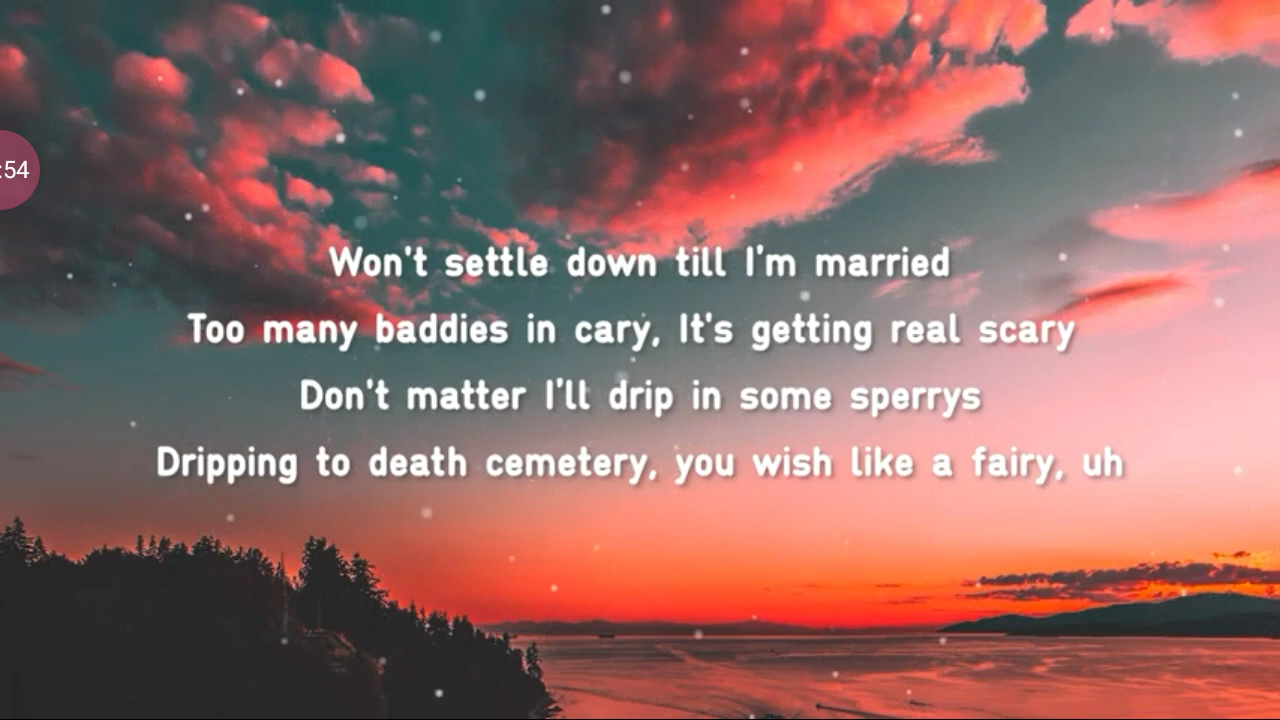 :54
Won't settle down till I'm married
Too many baddies in cary, It's getting real scary
Don't matter I'll drip in some sperrys
Dripping to death cemetery, you wish like a fairy, uh